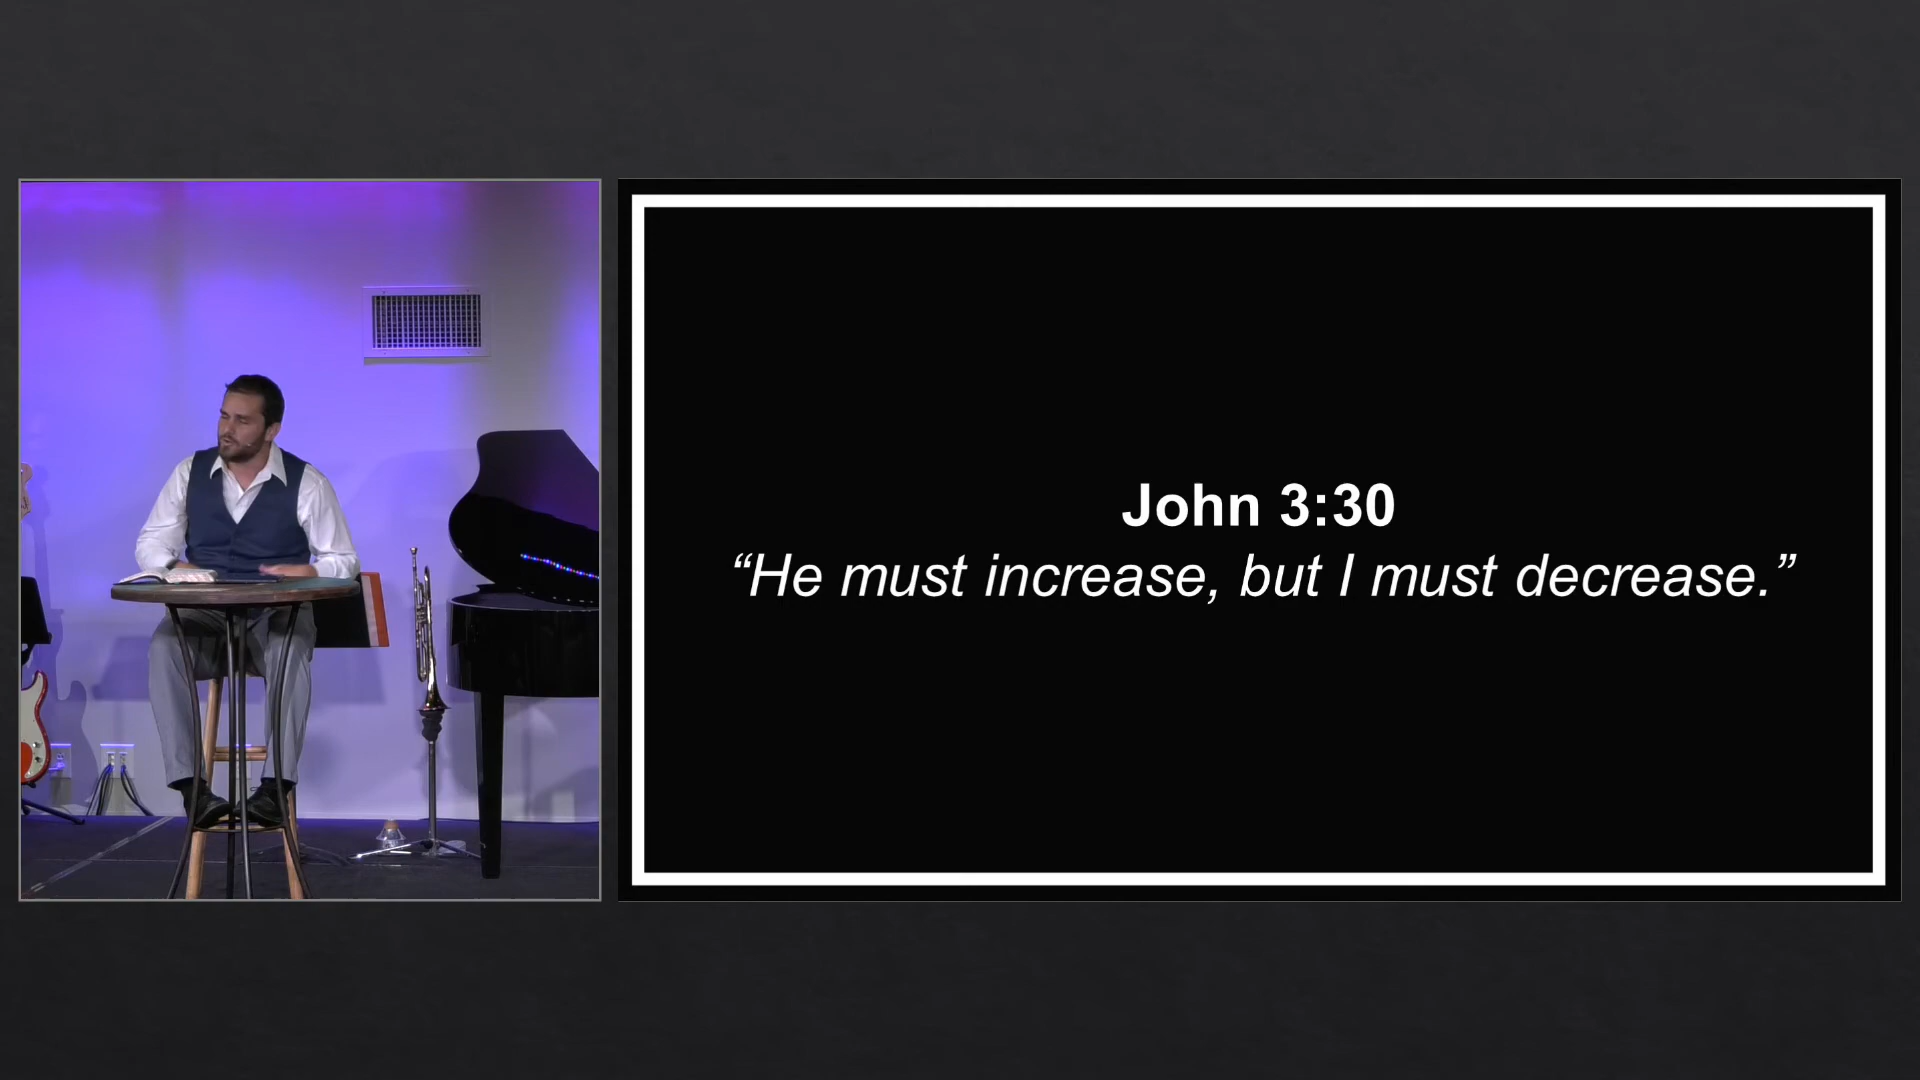 John 3:30
“He must increase, but I must decrease.”